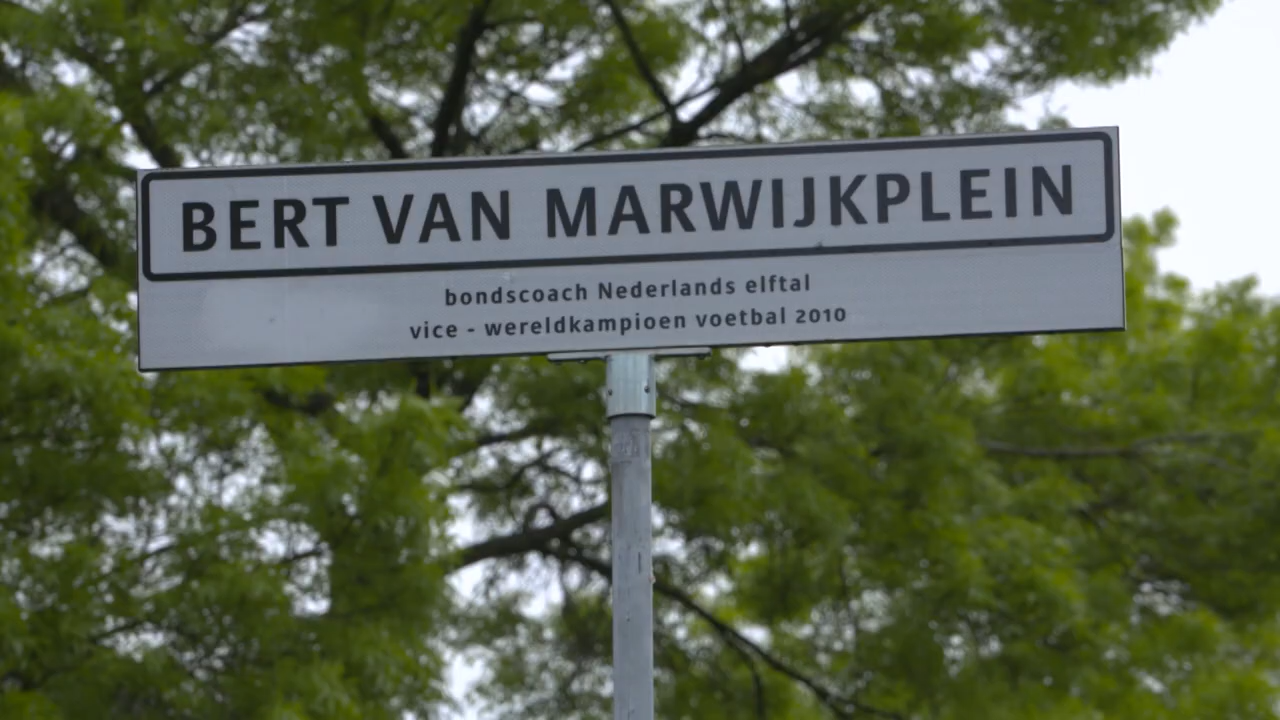 BERT VAN MARWIJKPLEIN
bondscoach Nederlands elftal
vice - wereldkampioen voetbal 2010